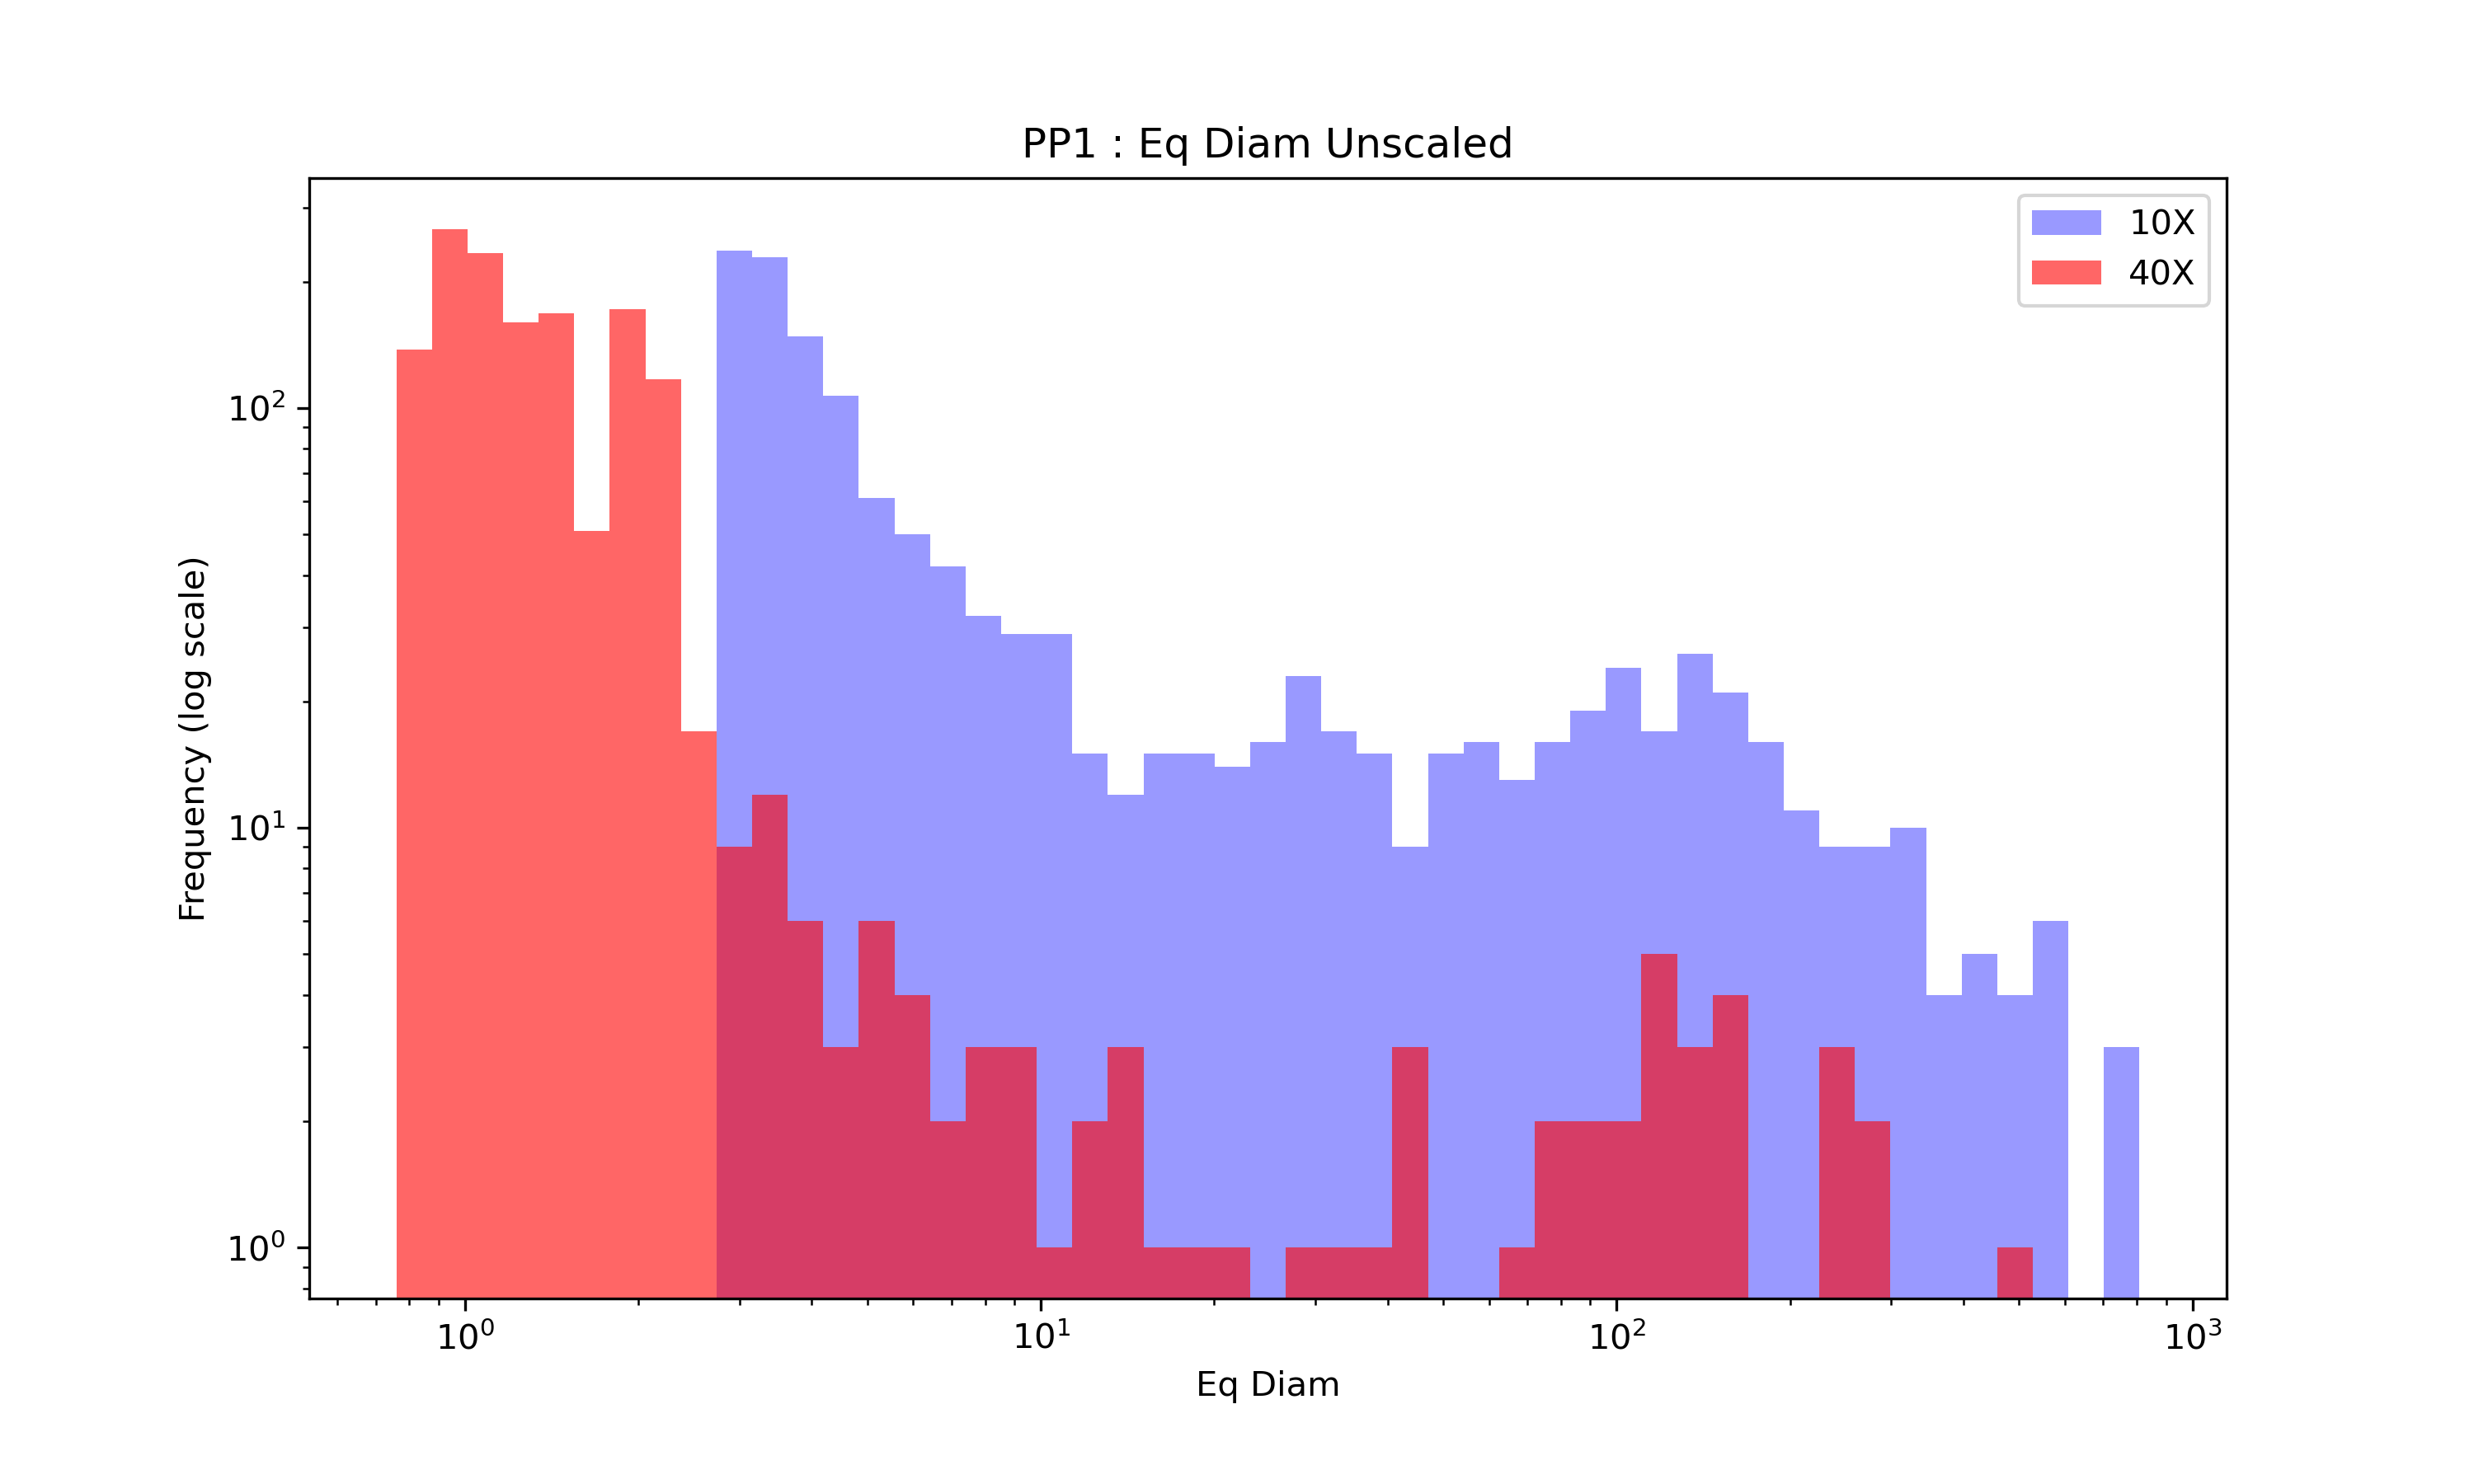 PP1 : Eq Diam Unscaled
10X
40X
Frequency (log scale)
10²
10¹
10⁰
10⁰ 10¹ 10² 10³
Eq Diam